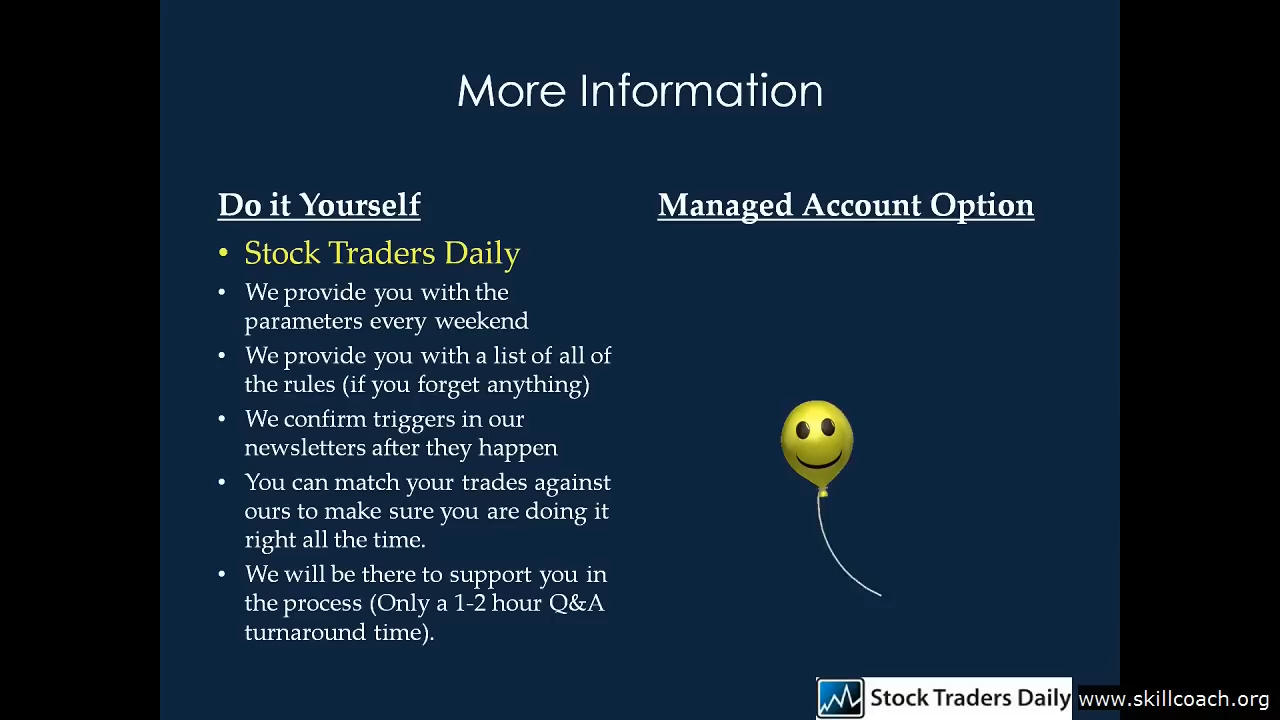 More Information
Do it Yourself
• Stock Traders Daily
• We provide you with the
parameters every weekend
• We provide you with a list of all of
the rules (if you forget anything)
• We confirm triggers in our
newsletters after they happen
• You can match your trades against
ours to make sure you are doing it
right all the time.
• We will be there to support you in
the process (Only a 1-2 hour Q&A
turnaround time).
Managed Account Option
Stock Traders Daily
www.skillcoach.org